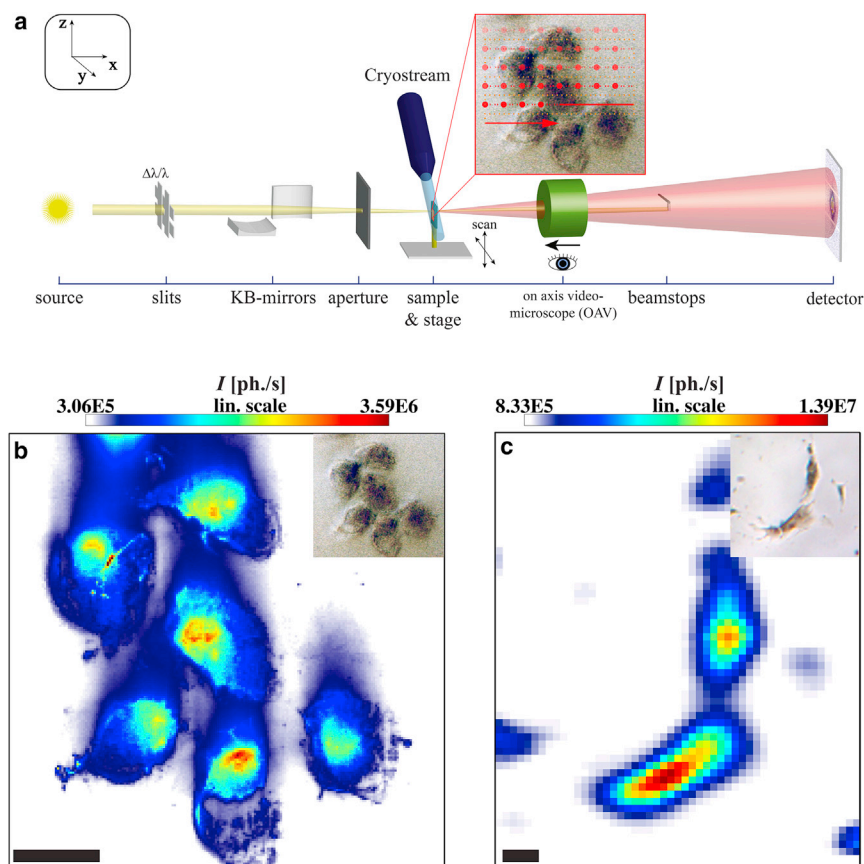 a
z
x
y
Cryostream
Δλ/λ
scan
source
slits
KB-mirrors
aperture
sample
& stage
on axis video-
microscope (OAV)
beamstops
detector
I [ph./s]
3.06E5 lin. scale 3.59E6
b
I [ph./s]
8.33E5 lin. scale 1.39E7
c